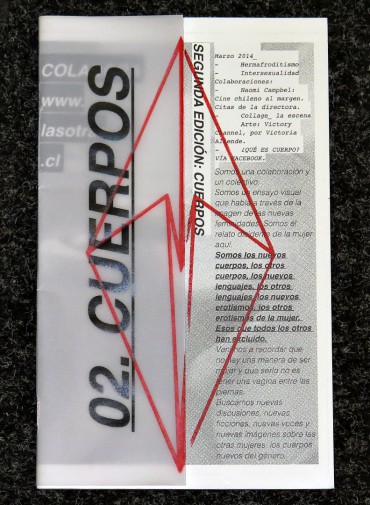 COLA
www.
lasotra
.cl
02. CUERPOS
SEGUNDA EDICIÓN: CUERPOS
Marzo 2014_
- Hermafroditismo
- Intersexualidad
Colaboraciones:
- Naomi Campbel:
Cine chileno al margen.
Citas de la directora.
Collage_ la escena
Arte: Victory
Channel, por Victoria
Allende.
- ¿QUÉ ES CUERPO?
VÍA FACEBOOK.
Somos una colaboración y
un colectivo.
Somos un ensayo visual
que habla a través de la
imagen de las nuevas
femineidades. Somos el
relato de la mujer
aquí.
Somos los nuevos
cuerpos, los otros
cuerpos, los nuevos
lenguajes, los otros
lenguajes, los nuevos
erotismos, los otros
erotismos de la mujer.
Esos que todos los otros
han excluido.
Venimos a recordar que
no hay una manera de ser
mujer y que serlo no es
tener una vagina entre las
piernas.
Buscamos nuevas
discusiones, nuevas
ficciones, nuevas voces y
nuevas imágenes sobre las
otras mujeres: los cuerpos
nuevos del género.